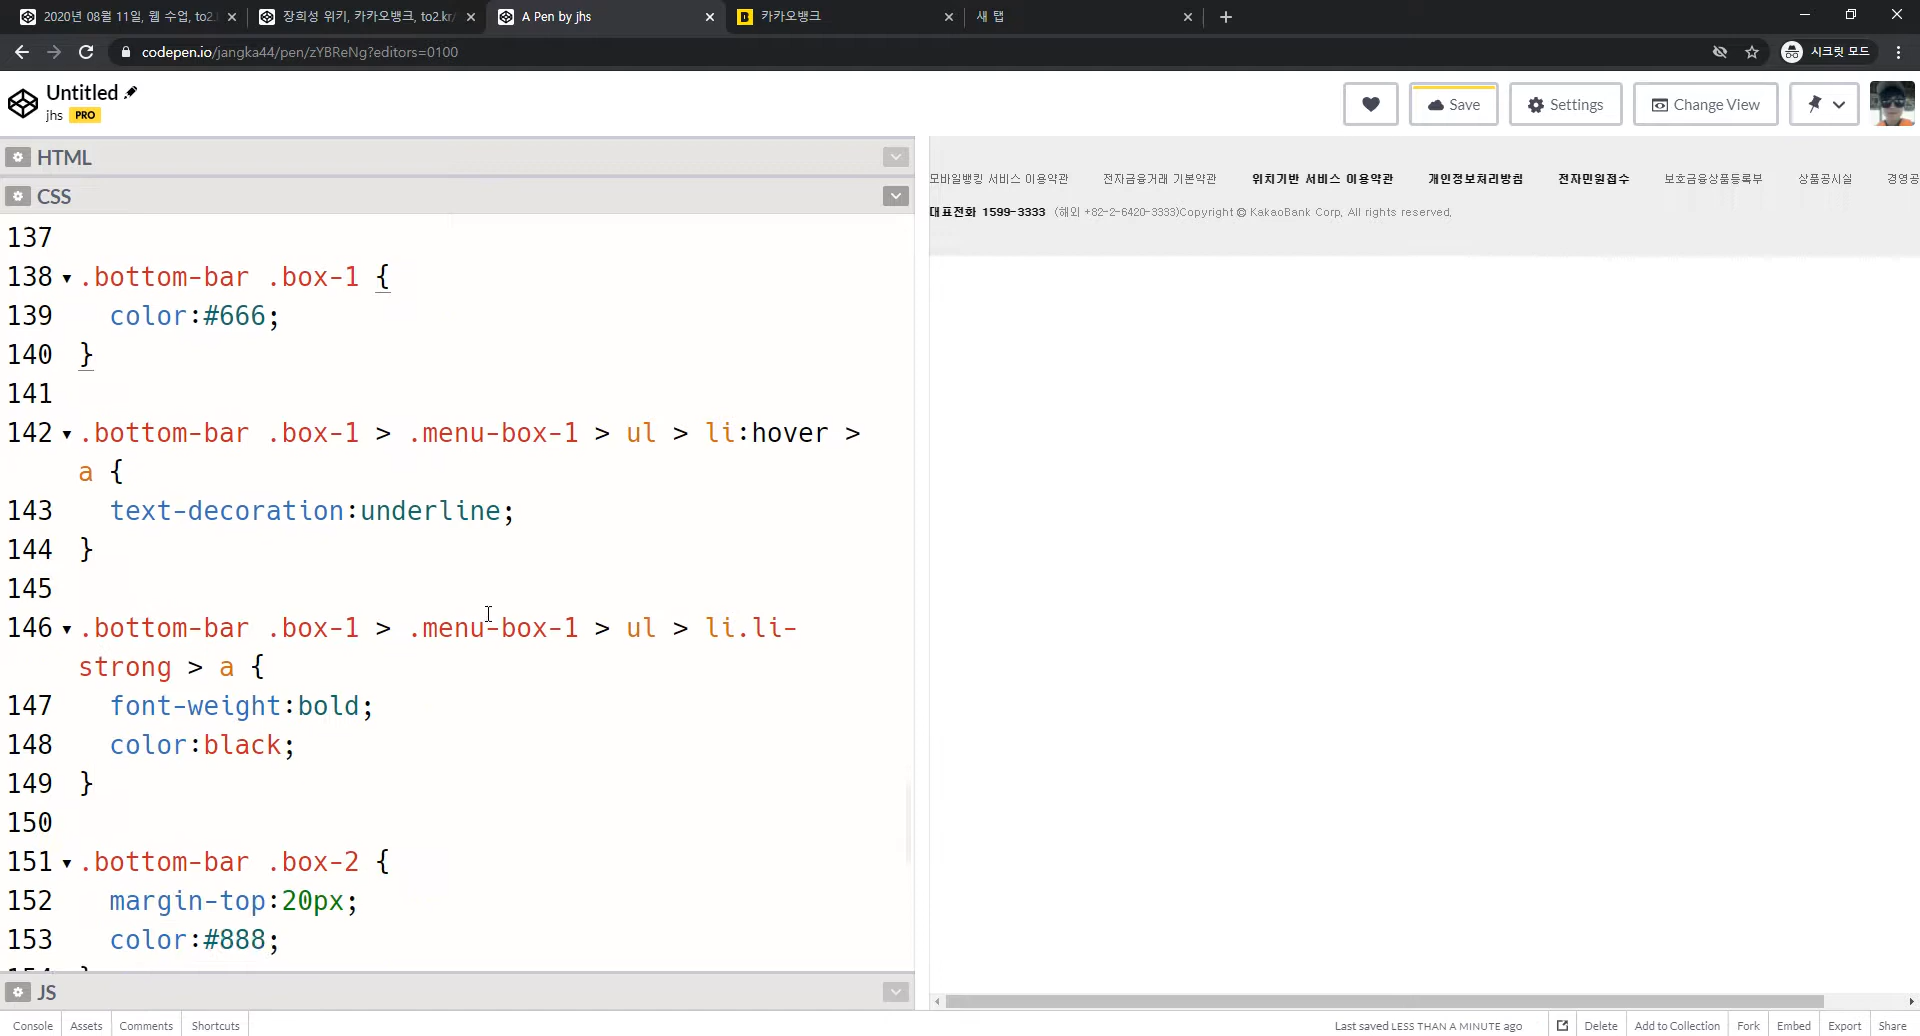 2020년 08월 11일, 웹 수업, to2.
장희성 위키, 카카오뱅크, to2.kr/
A Pen by jhs
카카오뱅크
새 탭
codepen.io/jangka44/pen/zYBReNg?editors=0100
시크릿 모드
Untitled
jhs PRO
Save
Settings
Change View
HTML
CSS
137
138 .bottom-bar .box-1 {
139 color:#666;
140 }
141
142 .bottom-bar .box-1 > .menu-box-1 > ul > li:hover >
a {
143 text-decoration:underline;
144 }
145
146 .bottom-bar .box-1 > .menu-box-1 > ul > li.li-
strong > a {
147 font-weight:bold;
148 color:black;
149 }
150
151 .bottom-bar .box-2 {
152 margin-top:20px;
153 color:#888;
154 }
JS
모바일뱅킹 서비스 이용약관 전자금융거래 기본약관 위치기반 서비스 이용약관 개인정보처리방침 전자민원접수 보호금융상품등록부 상품공시실 경영공
대표전화 1599-3333 (해외 +82-2-6420-3333)Copyright © KakaoBank Corp. All rights reserved.
Console Assets Comments Shortcuts
Last saved LESS THAN A MINUTE ago
Delete Add to Collection Fork Embed Export Share